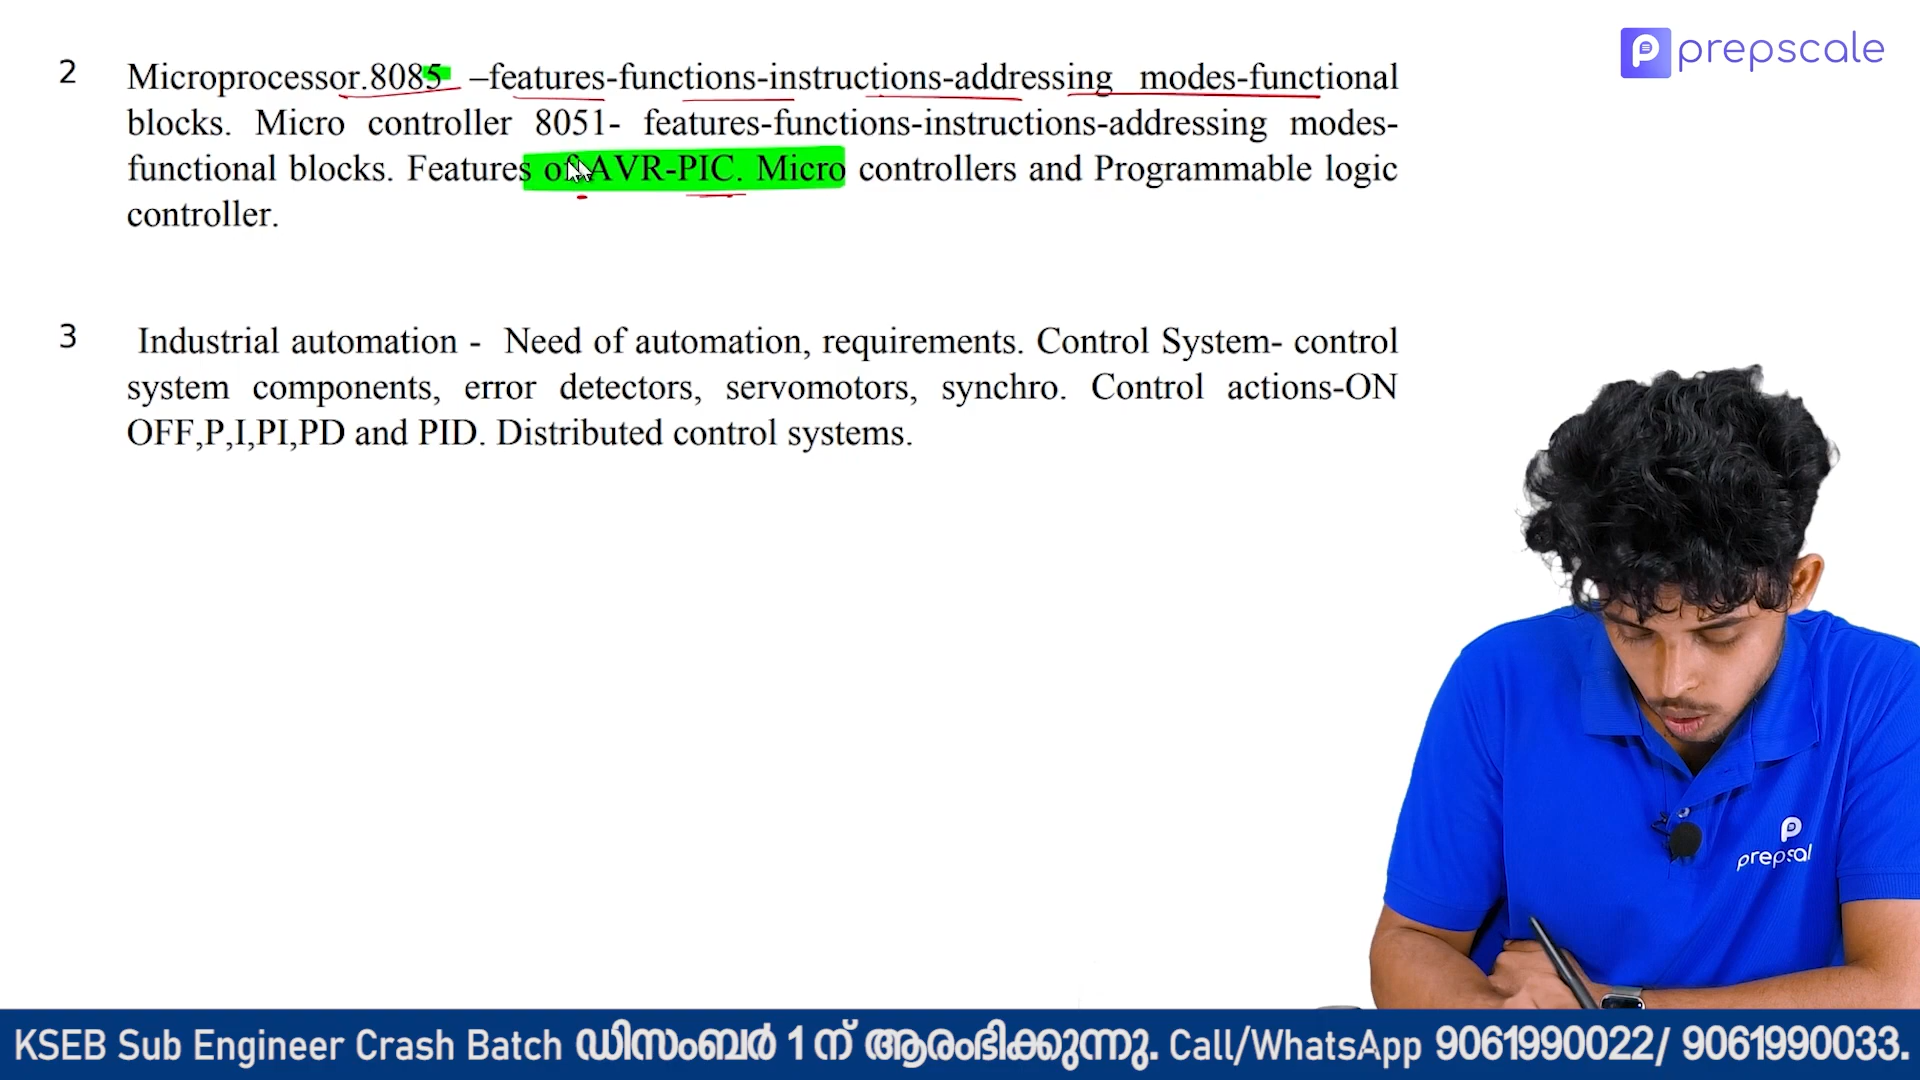 prepscale
2 Microprocessor.8085 –features-functions-instructions-addressing modes-functional
blocks. Micro controller 8051- features-functions-instructions-addressing modes-
functional blocks. Features of AVR-PIC. Micro controllers and Programmable logic
controller.
3 Industrial automation - Need of automation, requirements. Control System- control
system components, error detectors, servomotors, synchro. Control actions-ON
OFF,P,I,PI,PD and PID. Distributed control systems.
prepscal
KSEB Sub Engineer Crash Batch ഡിസംബർ 1 ന് ആരംഭിക്കുന്നു. Call/WhatsApp 9061990022/ 9061990033.